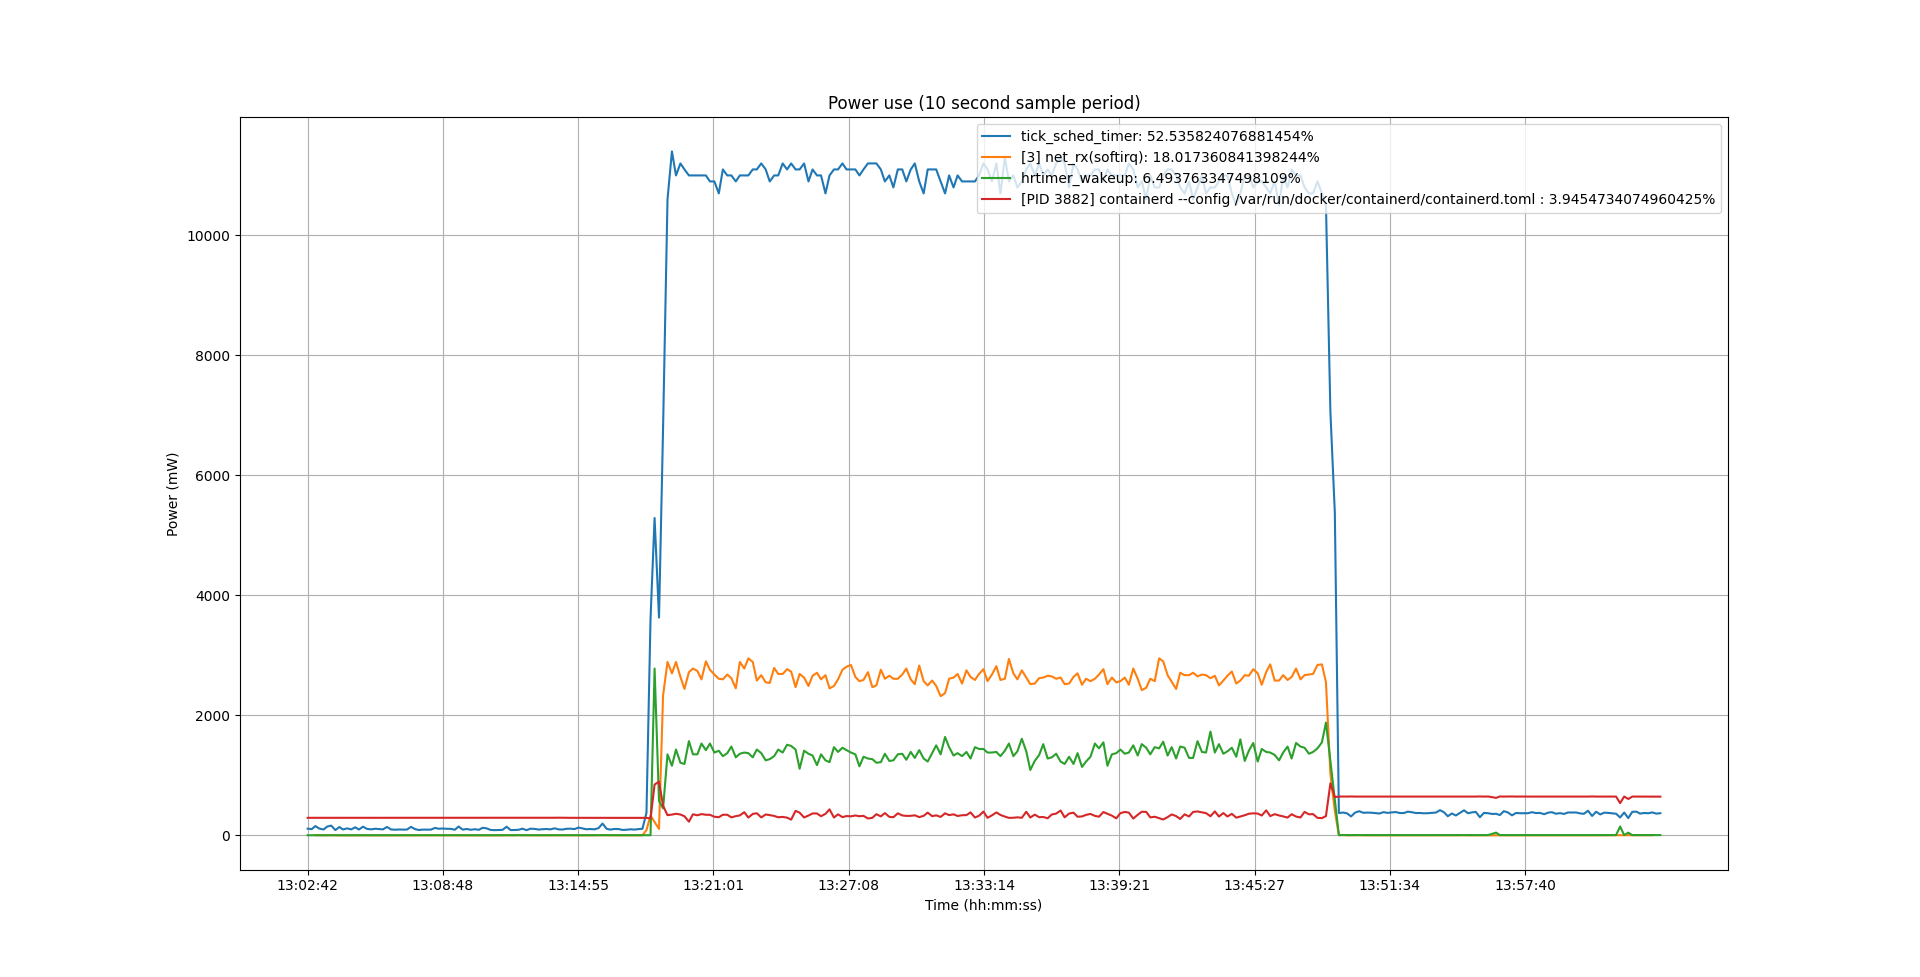 Power use (10 second sample period)
tick_sched_timer: 52.535824076881454%
[3] net_rx(softirq): 18.017360841398244%
hrtimer_wakeup: 6.493763347498109%
[PID 3882] containerd --config /var/run/docker/containerd/containerd.toml : 3.9454734074960425%
10000
8000
6000
4000
2000
0
Power (mW)
13:02:42 13:08:48 13:14:55 13:21:01 13:27:08 13:33:14 13:39:21 13:45:27 13:51:34 13:57:40
Time (hh:mm:ss)